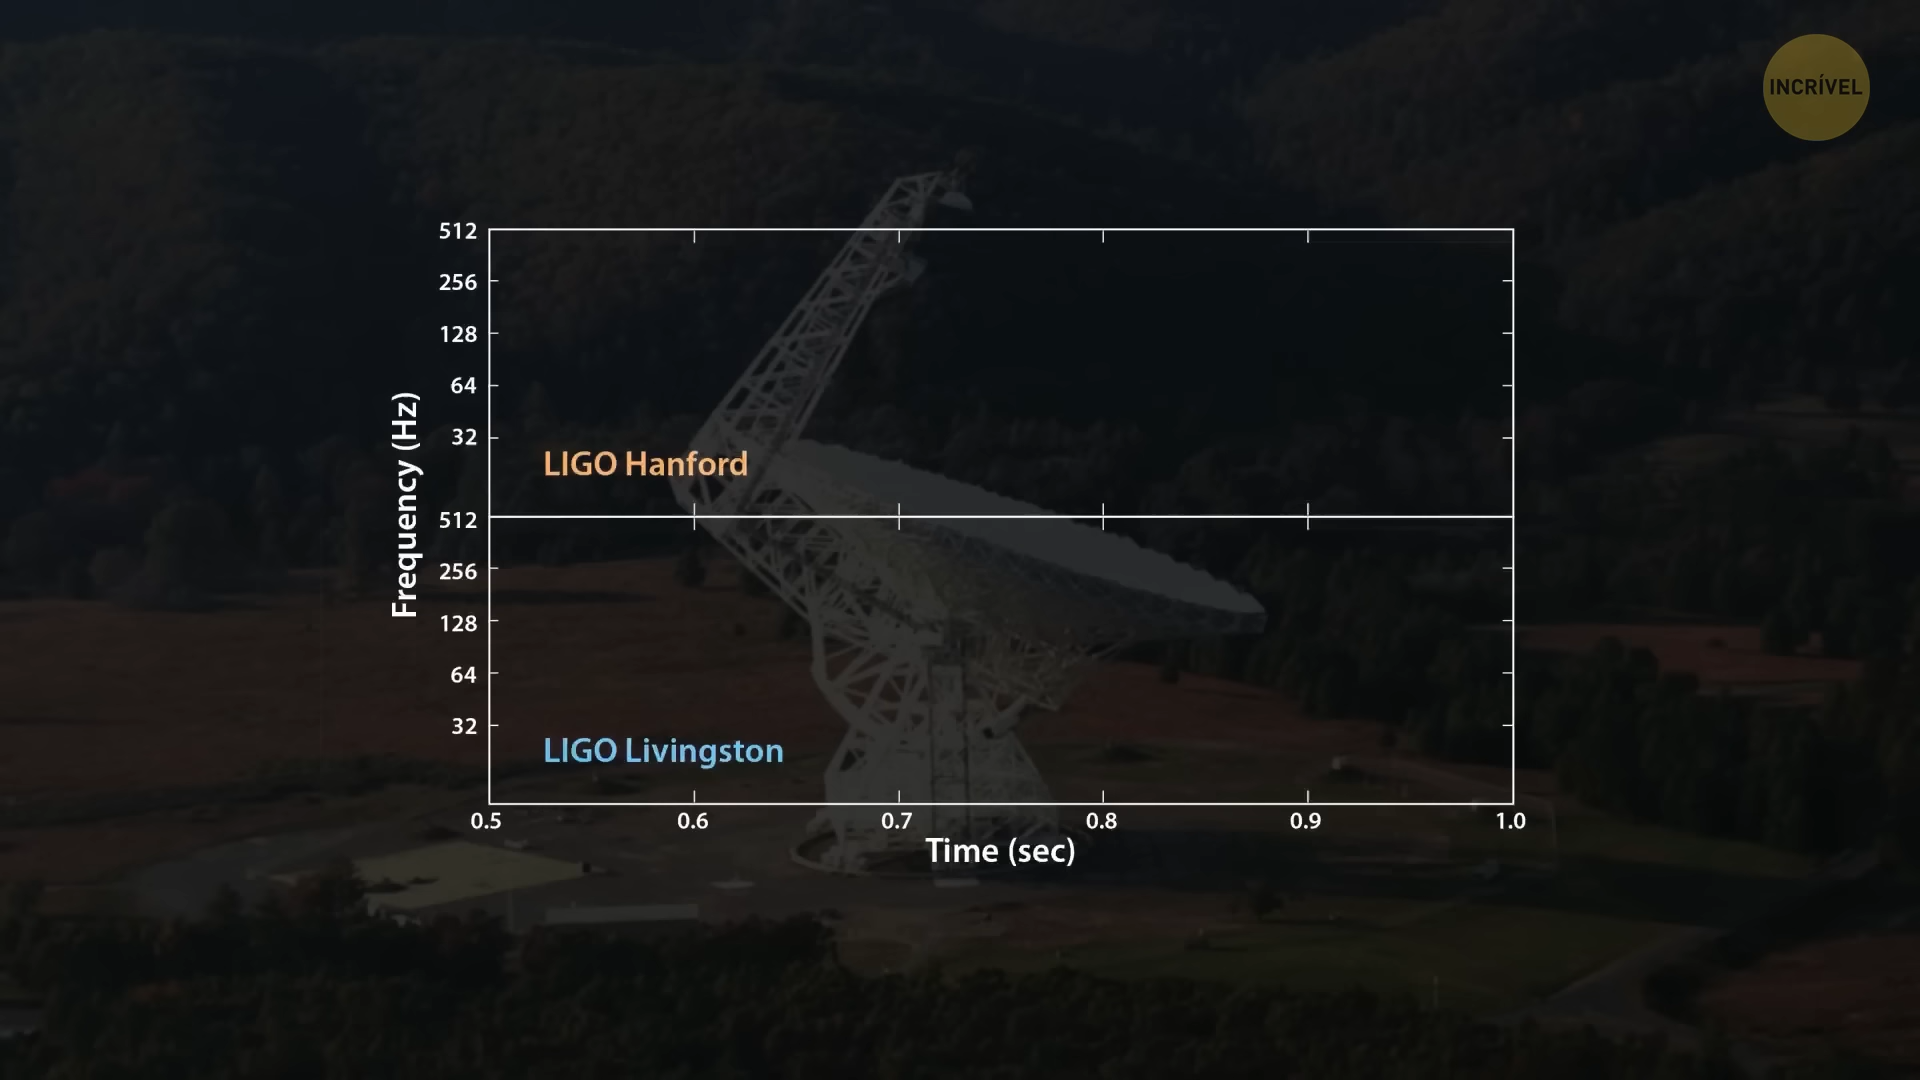 INCRÍVEL
Frequency (Hz)
512
256
128
64
32
LIGO Hanford
512
256
128
64
32
LIGO Livingston
0.5 0.6 0.7 0.8 0.9 1.0
Time (sec)